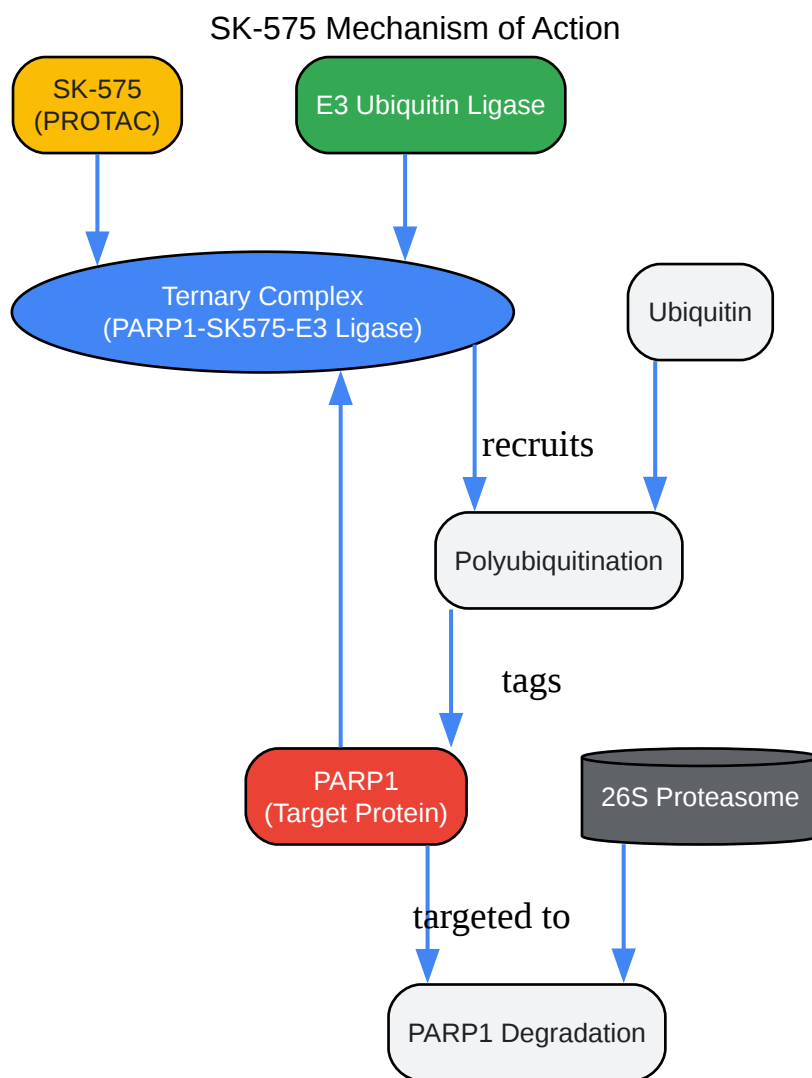 SK-575 Mechanism of Action
SK-575
(PROTAC)
E3 Ubiquitin Ligase
Ternary Complex
(PARP1-SK575-E3 Ligase)
Ubiquitin
recruits
Polyubiquitination
tags
PARP1
(Target Protein)
26S Proteasome
targeted to
PARP1 Degradation